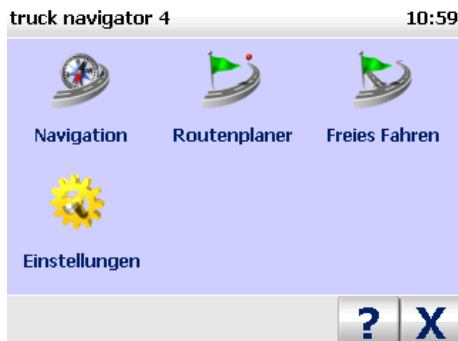 truck navigator 4 10:59
Navigation Routenplaner Freies Fahren
Einstellungen
? X